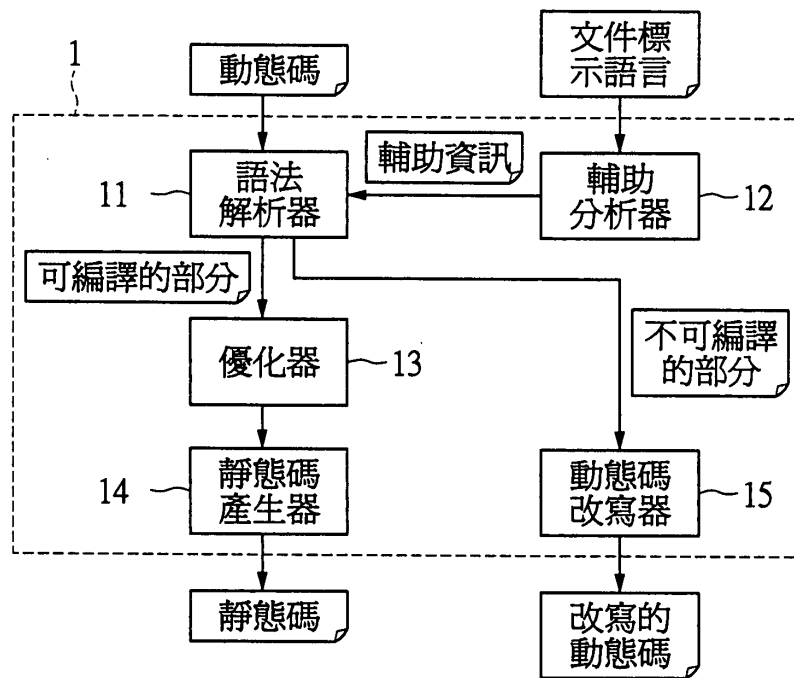 動態碼
文件標
示語言
1
輔助資訊
語法
解析器
11
輔助
分析器
12
可編譯的部分
優化器
13
不可編譯
的部分
靜態碼
產生器
14
動態碼
改寫器
15
靜態碼
改寫的
動態碼